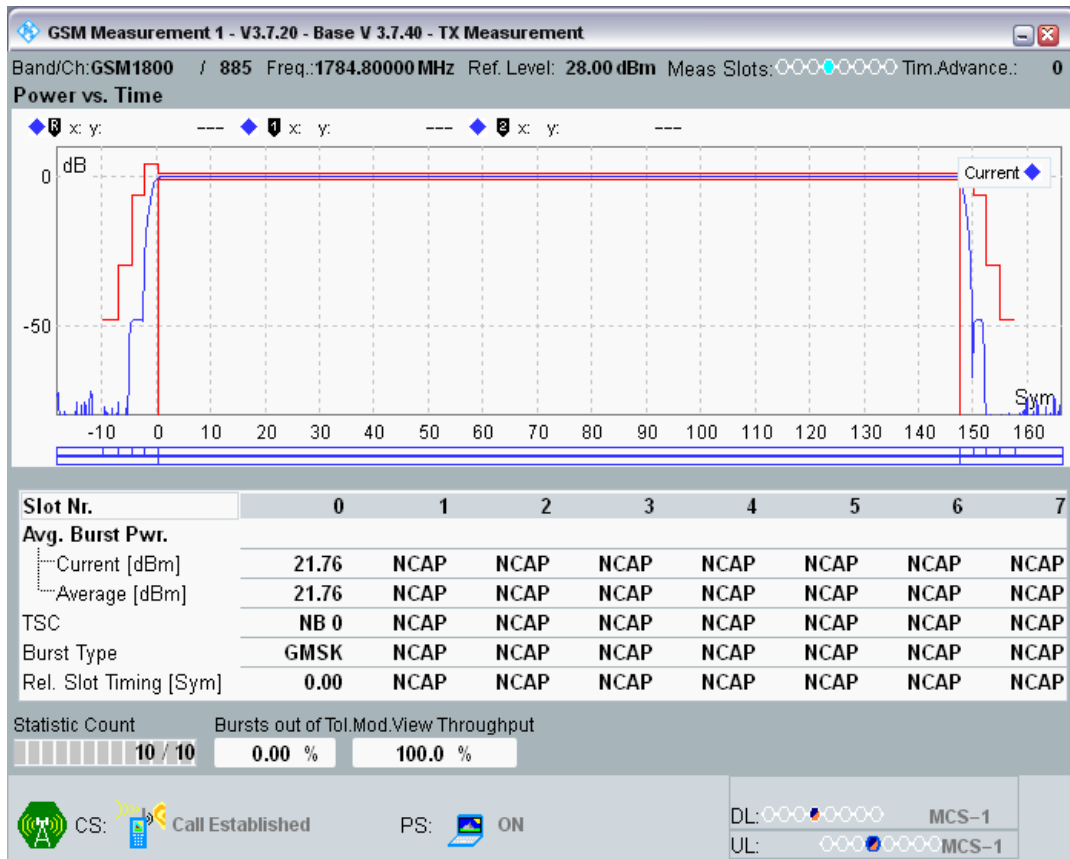 GSM Measurement 1 - V3.7.20 - Base V 3.7.40 - TX Measurement
Band/Ch:GSM1800 / 885 Freq.:1784.80000 MHz Ref. Level: 28.00 dBm Meas Slots: Tim.Advance.: 0
Power vs. Time
R x: y: --- 1 x: y: --- 2 x: y: ---
dB
Current
0
-50
Sym
-10 0 10 20 30 40 50 60 70 80 90 100 110 120 130 140 150 160
Slot Nr. 0 1 2 3 4 5 6 7
Avg. Burst Pwr.
Current [dBm] 21.76 NCAP NCAP NCAP NCAP NCAP NCAP NCAP
Average [dBm] 21.76 NCAP NCAP NCAP NCAP NCAP NCAP NCAP
TSC NB 0 NCAP NCAP NCAP NCAP NCAP NCAP NCAP
Burst Type GMSK NCAP NCAP NCAP NCAP NCAP NCAP NCAP
Rel. Slot Timing [Sym] 0.00 NCAP NCAP NCAP NCAP NCAP NCAP NCAP
Statistic Count Bursts out of Tol.Mod.View Throughput
10 / 10 0.00 % 100.0 %
CS: Call Established PS: ON
DL: MCS-1
UL: MCS-1